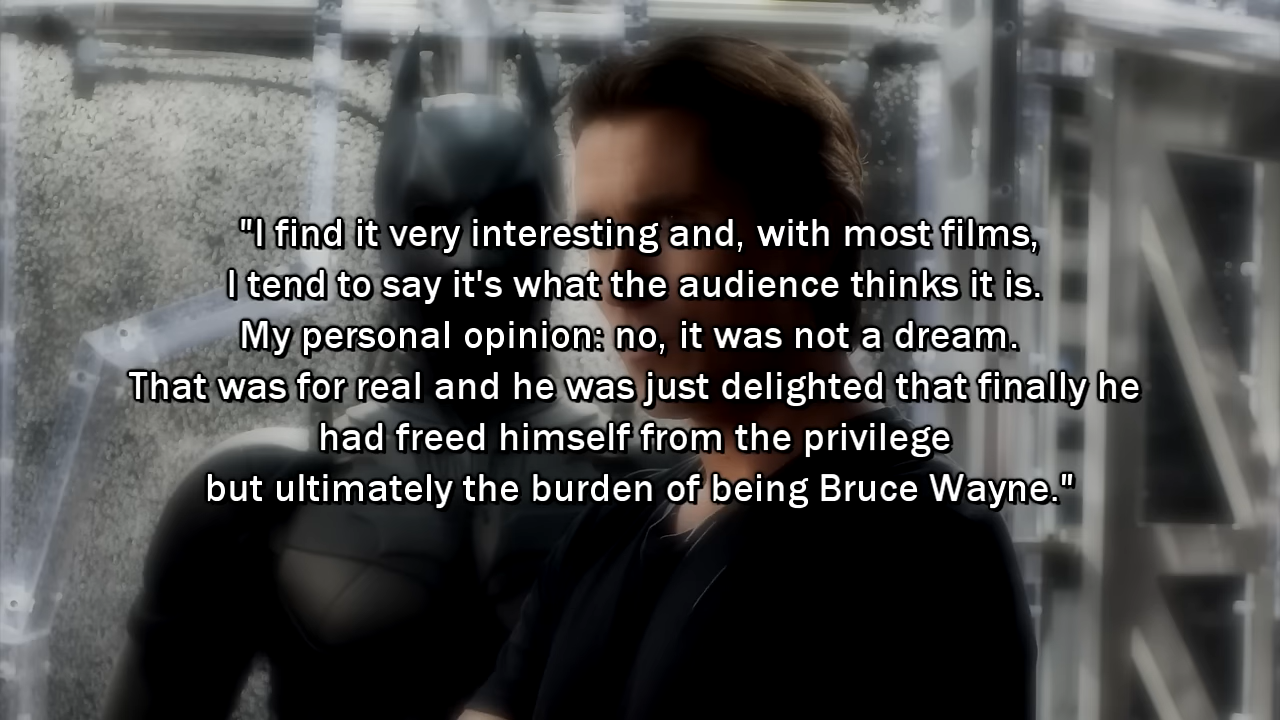 "I find it very interesting and, with most films,
I tend to say it's what the audience thinks it is.
My personal opinion: no, it was not a dream.
That was for real and he was just delighted that finally he
had freed himself from the privilege
but ultimately the burden of being Bruce Wayne."